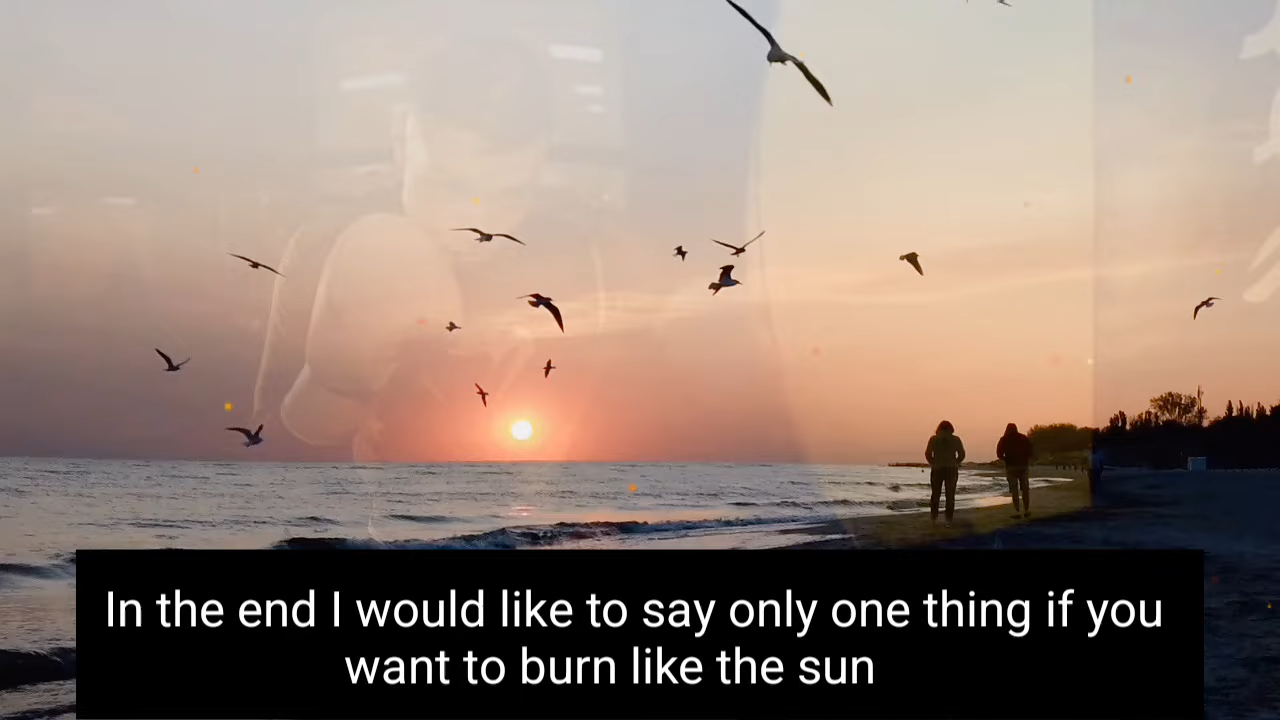 In the end I would like to say only one thing if you
want to burn like the sun